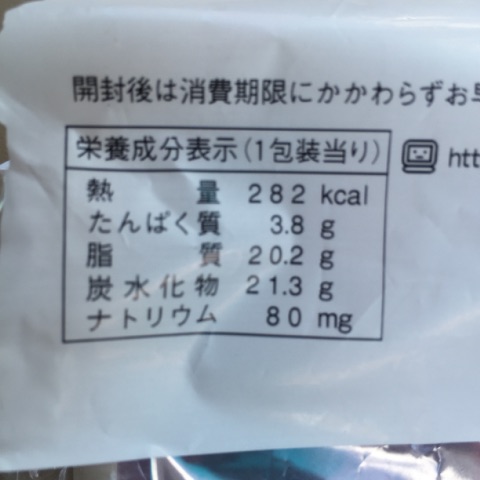 開封後は消費期限にかかわらずお早
栄養成分表示(1包装当り)
htt
熱量 282 kcal
たんぱく質 3.8 g
脂質 20.2 g
炭水化物 21.3 g
ナトリウム 80 mg